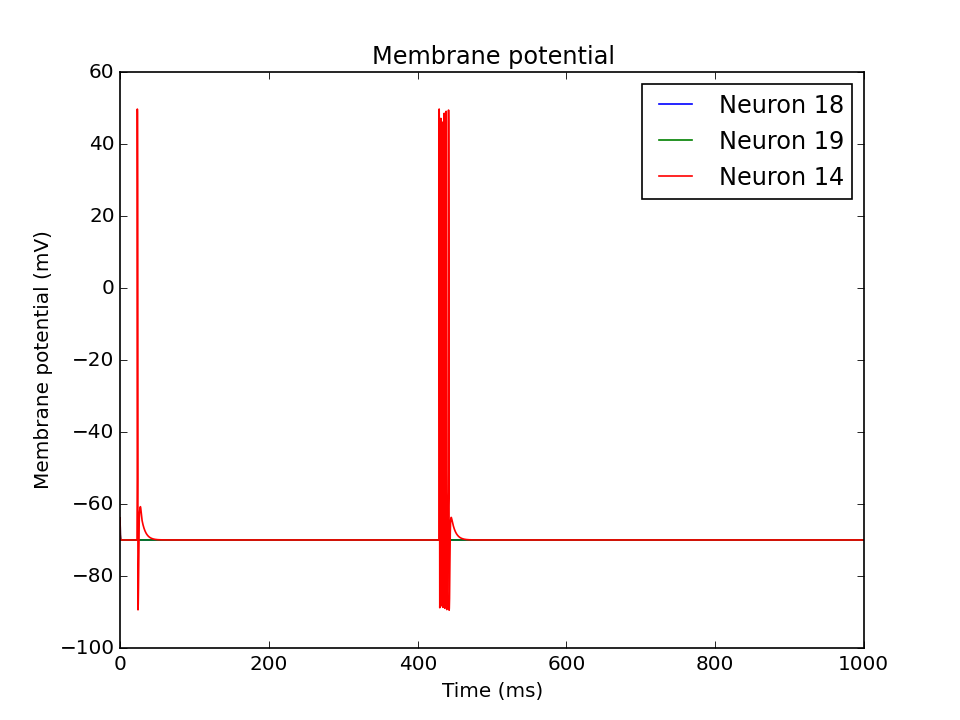 Membrane potential
60
40
20
0
−20
−40
−60
−80
−100
Membrane potential (mV)
Neuron 18
Neuron 19
Neuron 14
0 200 400 600 800 1000
Time (ms)